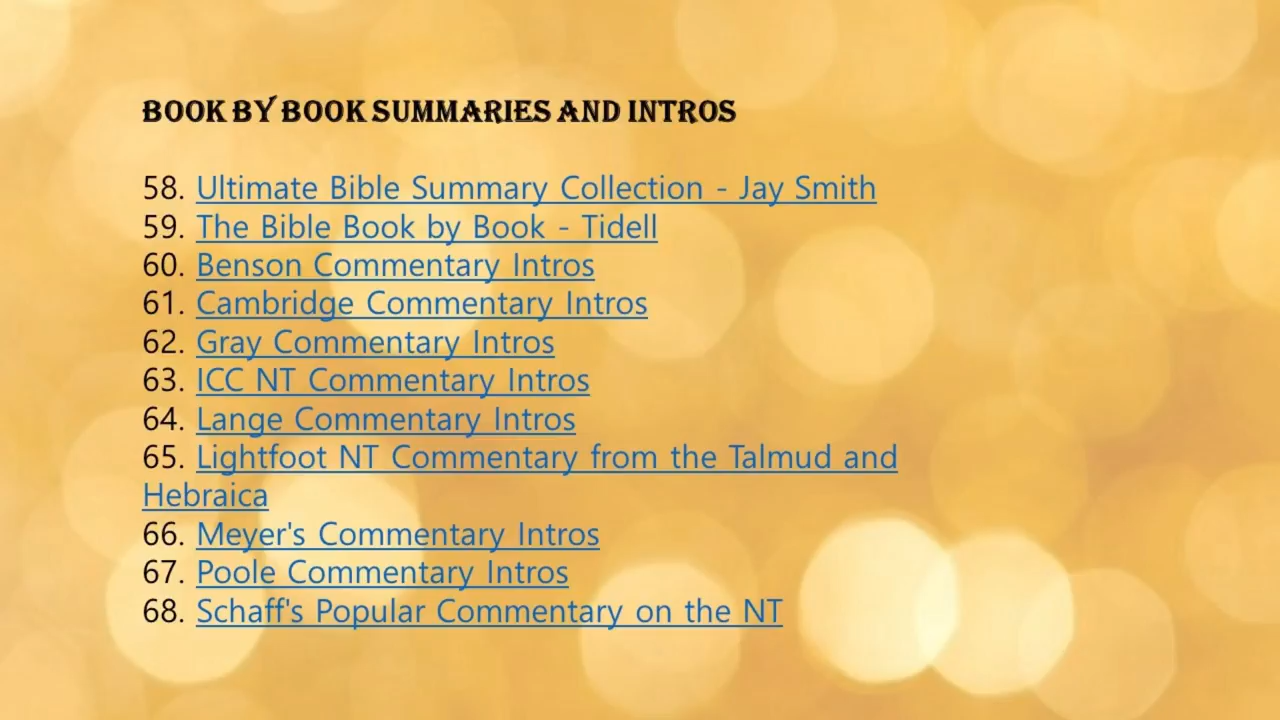 BOOK BY BOOK SUMMARIES AND INTROS
58. Ultimate Bible Summary Collection - Jay Smith
59. The Bible Book by Book - Tidell
60. Benson Commentary Intros
61. Cambridge Commentary Intros
62. Gray Commentary Intros
63. ICC NT Commentary Intros
64. Lange Commentary Intros
65. Lightfoot NT Commentary from the Talmud and
Hebraica
66. Meyer's Commentary Intros
67. Poole Commentary Intros
68. Schaff's Popular Commentary on the NT